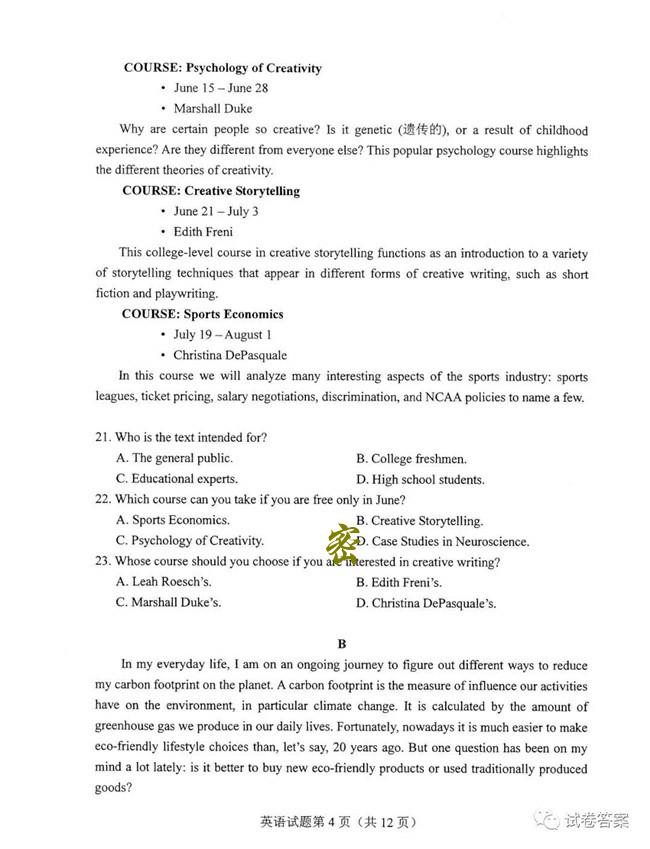 COURSE: Psychology of Creativity
• June 15 – June 28
• Marshall Duke
Why are certain people so creative? Is it genetic (遗传的), or a result of childhood
experience? Are they different from everyone else? This popular psychology course highlights
the different theories of creativity.
COURSE: Creative Storytelling
• June 21 – July 3
• Edith Freni
This college-level course in creative storytelling functions as an introduction to a variety
of storytelling techniques that appear in different forms of creative writing, such as short
fiction and playwriting.
COURSE: Sports Economics
• July 19 – August 1
• Christina DePasquale
In this course we will analyze many interesting aspects of the sports industry: sports
leagues, ticket pricing, salary negotiations, discrimination, and NCAA policies to name a few.
21. Who is the text intended for?
A. The general public. B. College freshmen.
C. Educational experts. D. High school students.
22. Which course can you take if you are free only in June?
A. Sports Economics. B. Creative Storytelling.
C. Psychology of Creativity. D. Case Studies in Neuroscience.
密
23. Whose course should you choose if you are interested in creative writing?
A. Leah Roesch's. B. Edith Freni's.
C. Marshall Duke's. D. Christina DePasquale's.
B
In my everyday life, I am on an ongoing journey to figure out different ways to reduce
my carbon footprint on the planet. A carbon footprint is the measure of influence our activities
have on the environment, in particular climate change. It is calculated by the amount of
greenhouse gas we produce in our daily lives. Fortunately, nowadays it is much easier to make
eco-friendly lifestyle choices than, let's say, 20 years ago. But one question has been on my
mind a lot lately: is it better to buy new eco-friendly products or used traditionally produced
goods?
英语试题第 4 页（共 12 页）
试卷答案